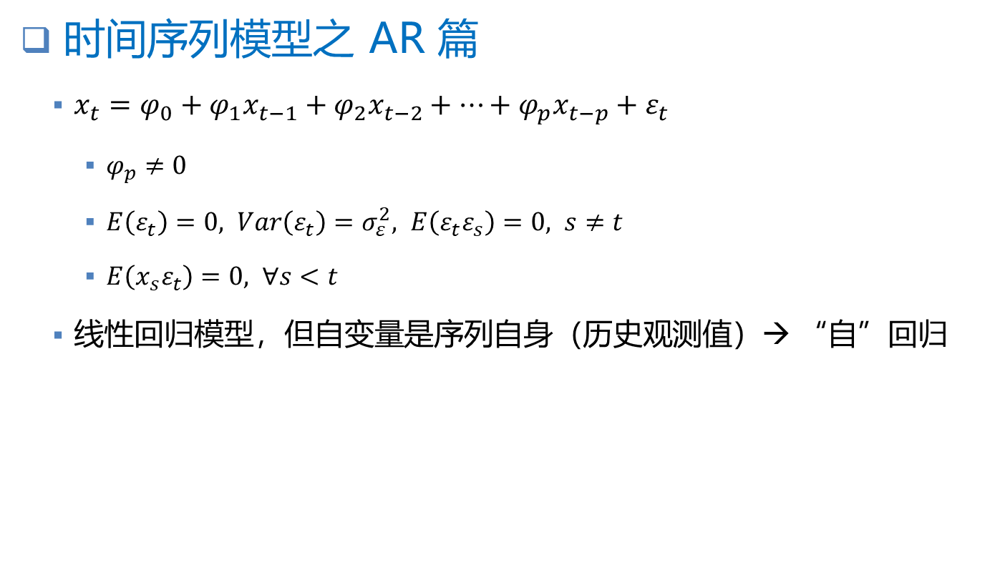 ❑ 时间序列模型之 AR 篇
▪ $x_t = \varphi_0 + \varphi_1 x_{t-1} + \varphi_2 x_{t-2} + \cdots + \varphi_p x_{t-p} + \varepsilon_t$
▪ $\varphi_p \neq 0$
▪ $E(\varepsilon_t) = 0, \ Var(\varepsilon_t) = \sigma_\varepsilon^2, \ E(\varepsilon_t \varepsilon_s) = 0, \ s \neq t$
▪ $E(x_s \varepsilon_t) = 0, \ \forall s < t$
▪ 线性回归模型，但自变量是序列自身（历史观测值）→ “自”回归